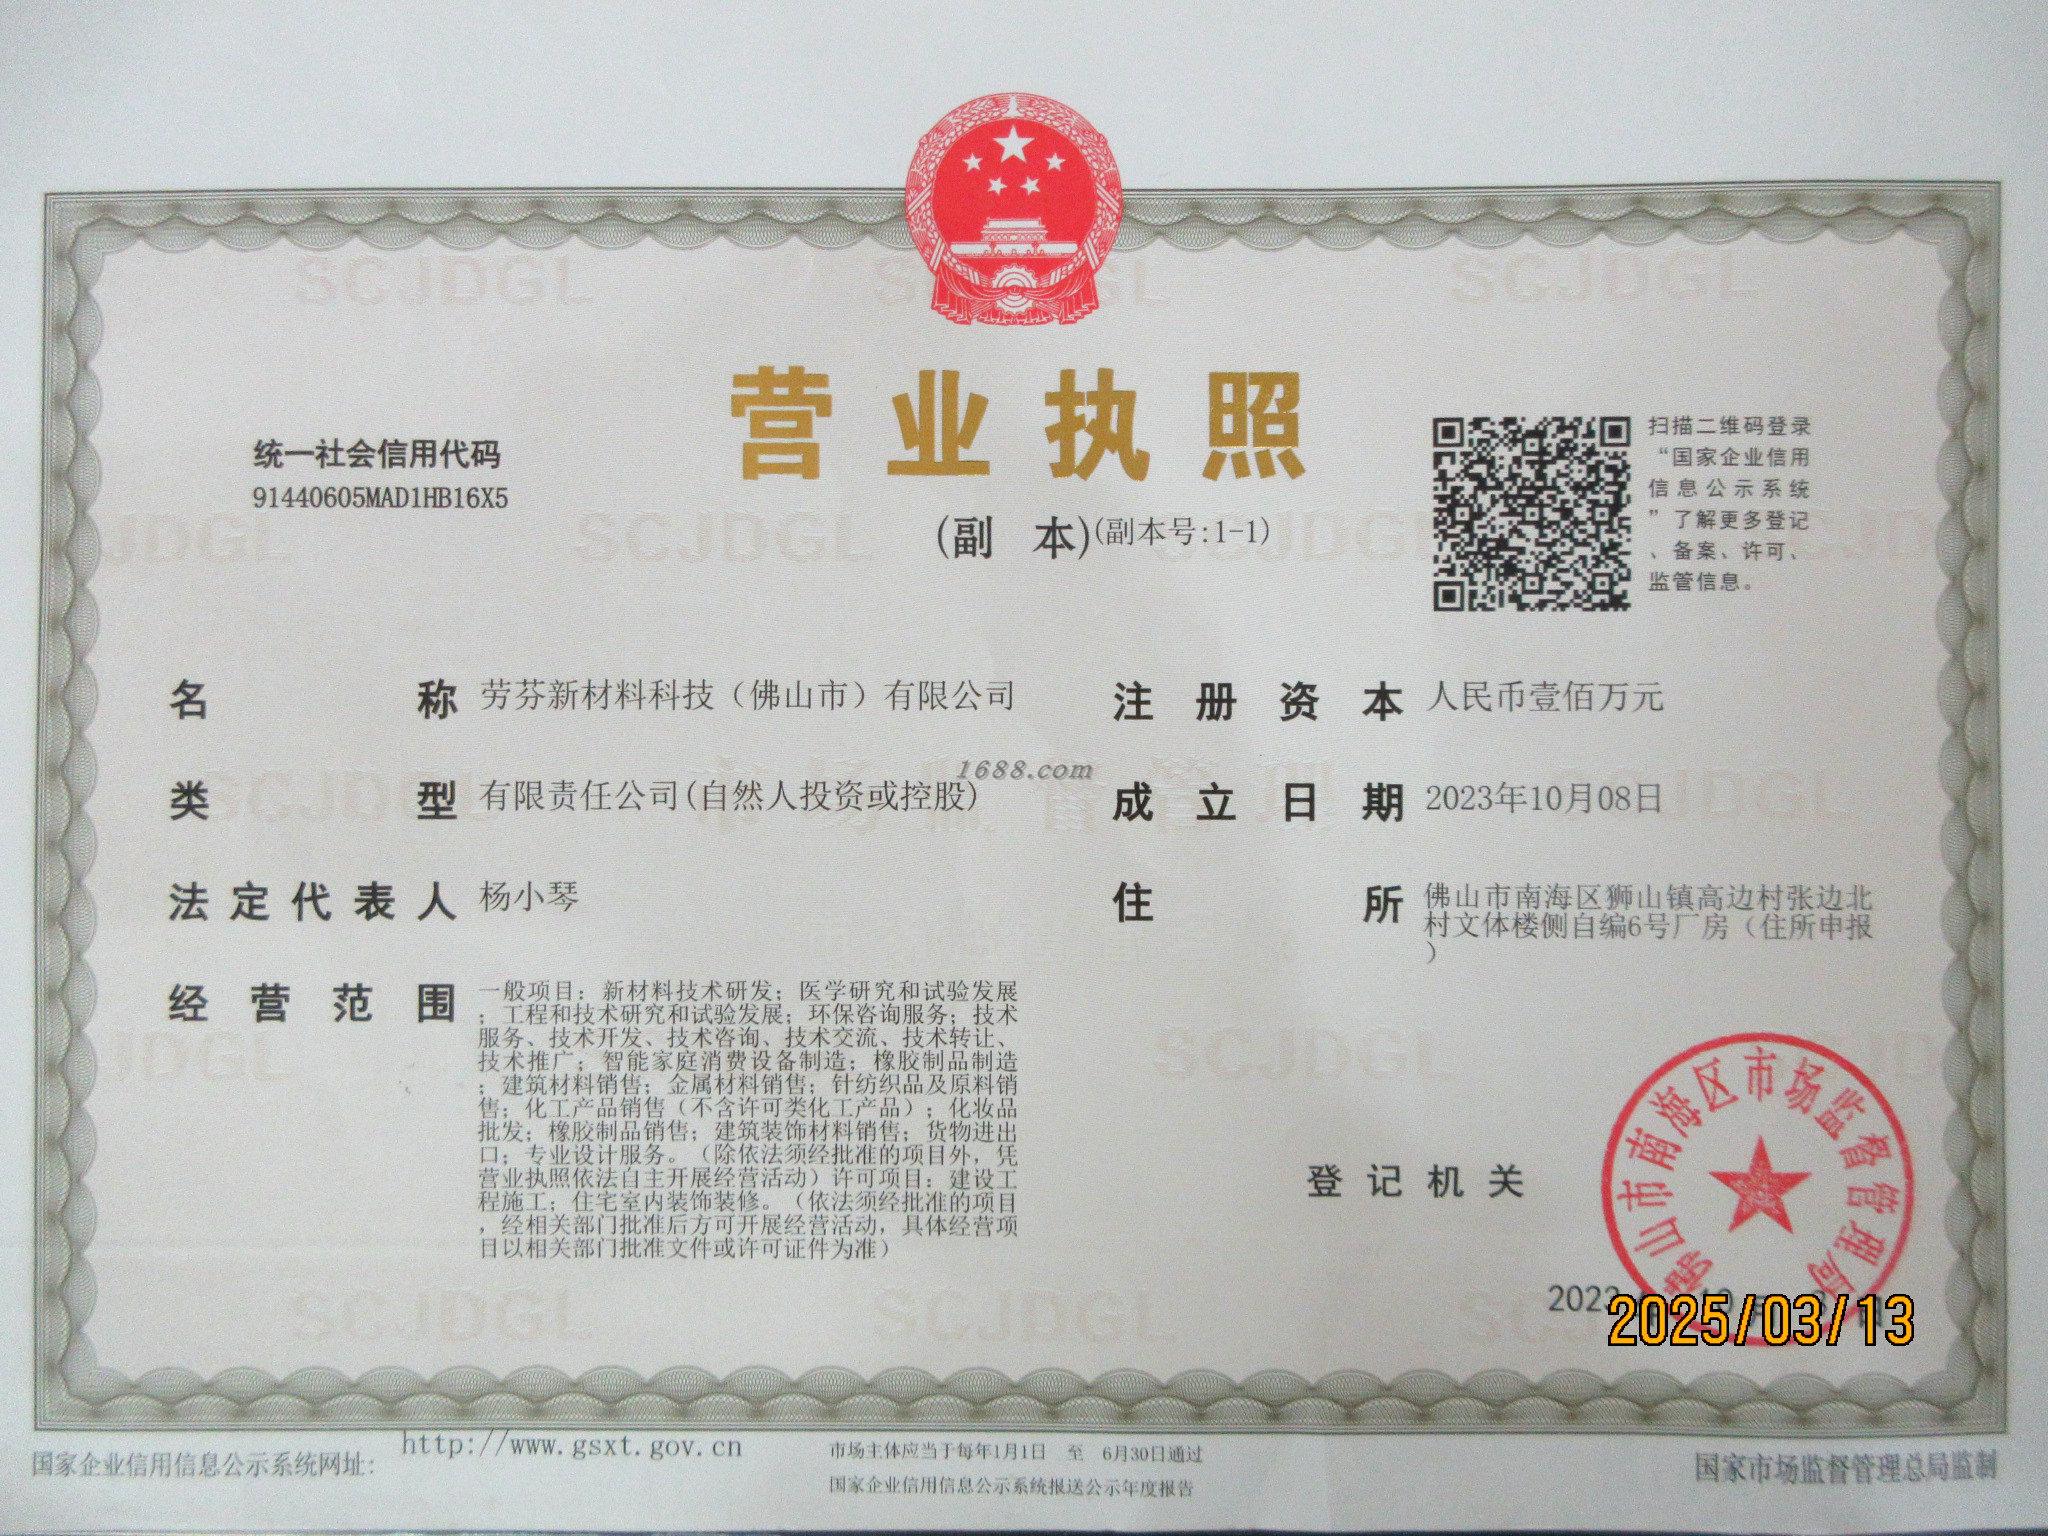 营业执照
(副 本)(副本号:1-1)
统一社会信用代码
91440605MAD1HB16X5
扫描二维码登录
“国家企业信用
信息公示系统
”了解更多登记
、备案、许可、
监管信息。
名 称 劳芬新材料科技（佛山市）有限公司
类 型 有限责任公司(自然人投资或控股)
法定代表人 杨小琴
经营范围 一般项目：新材料技术研发；医学研究和试验发展
；工程和技术研究和试验发展；环保咨询服务；技术
服务、技术开发、技术咨询、技术交流、技术转让、
技术推广；智能家庭消费设备制造；橡胶制品制造
；建筑材料销售；金属材料销售；针纺织品及原料销
售；化工产品销售（不含许可类化工产品）；化妆品
批发；橡胶制品销售；建筑装饰材料销售；货物进出
口；专业设计服务。（除依法须经批准的项目外，凭
营业执照依法自主开展经营活动）许可项目：建设工
程施工；住宅室内装饰装修。（依法须经批准的项目
，经相关部门批准后方可开展经营活动，具体经营项
目以相关部门批准文件或许可证件为准）
注册资本 人民币壹佰万元
成立日期 2023年10月08日
住 所 佛山市南海区狮山镇高边村张边北
村文体楼侧自编6号厂房（住所申报
）
1688.com
登记机关
佛山市南海区市场监督管理局
2023 10
2025/03/13
国家企业信用信息公示系统网址: http://www.gsxt.gov.cn
市场主体应当于每年1月1日 至 6月30日通过
国家企业信用信息公示系统报送公示年度报告
国家市场监督管理总局监制
SCJDGL